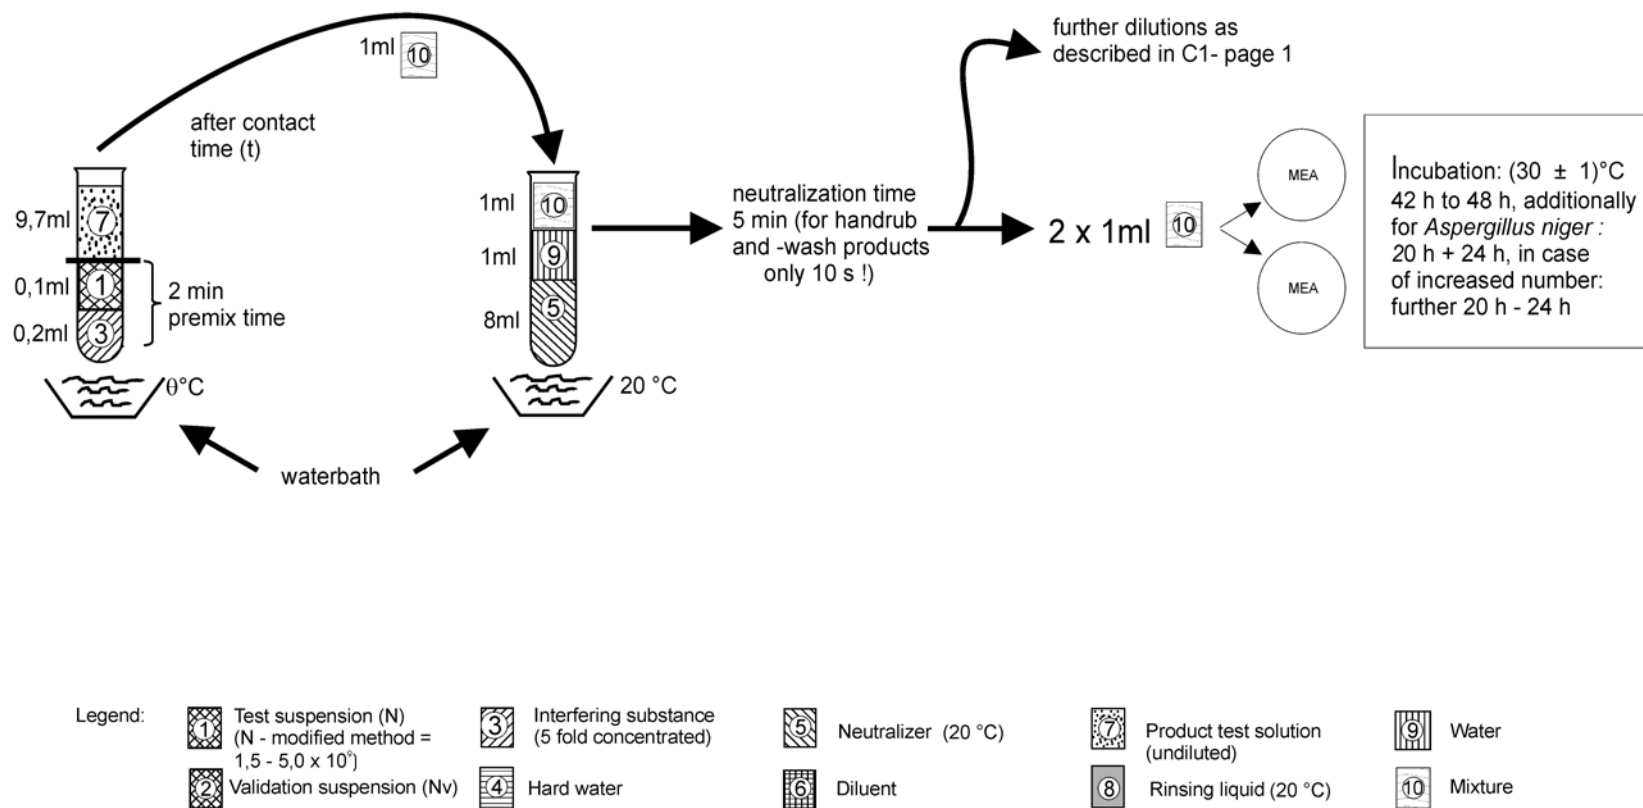 1ml
10
further dilutions as
described in C1- page 1
after contact
time (t)
9,7ml
7
0,1ml
1
0,2ml
3
2 min
premix time
θ°C
1ml
10
1ml
9
8ml
5
20 °C
waterbath
neutralization time
5 min (for handrub
and -wash products
only 10 s !)
2 x 1ml
10
MEA
MEA
Incubation: (30 ± 1)°C
42 h to 48 h, additionally
for Aspergillus niger :
20 h + 24 h, in case
of increased number:
further 20 h - 24 h
Legend:
1 Test suspension (N)
(N - modified method =
1,5 - 5,0 x 10⁹)
2 Validation suspension (Nv)
3 Interfering substance
(5 fold concentrated)
4 Hard water
5 Neutralizer (20 °C)
6 Diluent
7 Product test solution
(undiluted)
8 Rinsing liquid (20 °C)
9 Water
10 Mixture